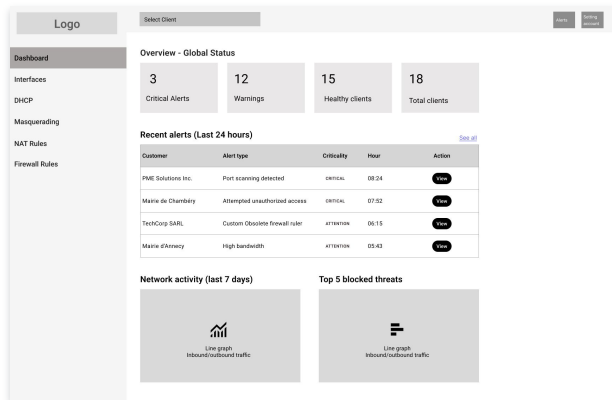 Logo
Select Client
Alerts
Setting
account
Dashboard
Interfaces
DHCP
Masquerading
NAT Rules
Firewall Rules
Overview - Global Status
3
Critical Alerts
12
Warnings
15
Healthy clients
18
Total clients
Recent alerts (Last 24 hours)
See all
Customer Alert type Criticality Hour Action
PME Solutions Inc. Port scanning detected CRITICAL 08:24 View
Mairie de Chambéry Attempted unauthorized access CRITICAL 07:52 View
TechCorp SARL Custom Obsolete firewall ruler ATTENTION 06:15 View
Mairie d'Annecy High bandwidth ATTENTION 05:43 View
Network activity (last 7 days)
Line graph
Inbound/outbound traffic
Top 5 blocked threats
Line graph
Inbound/outbound traffic